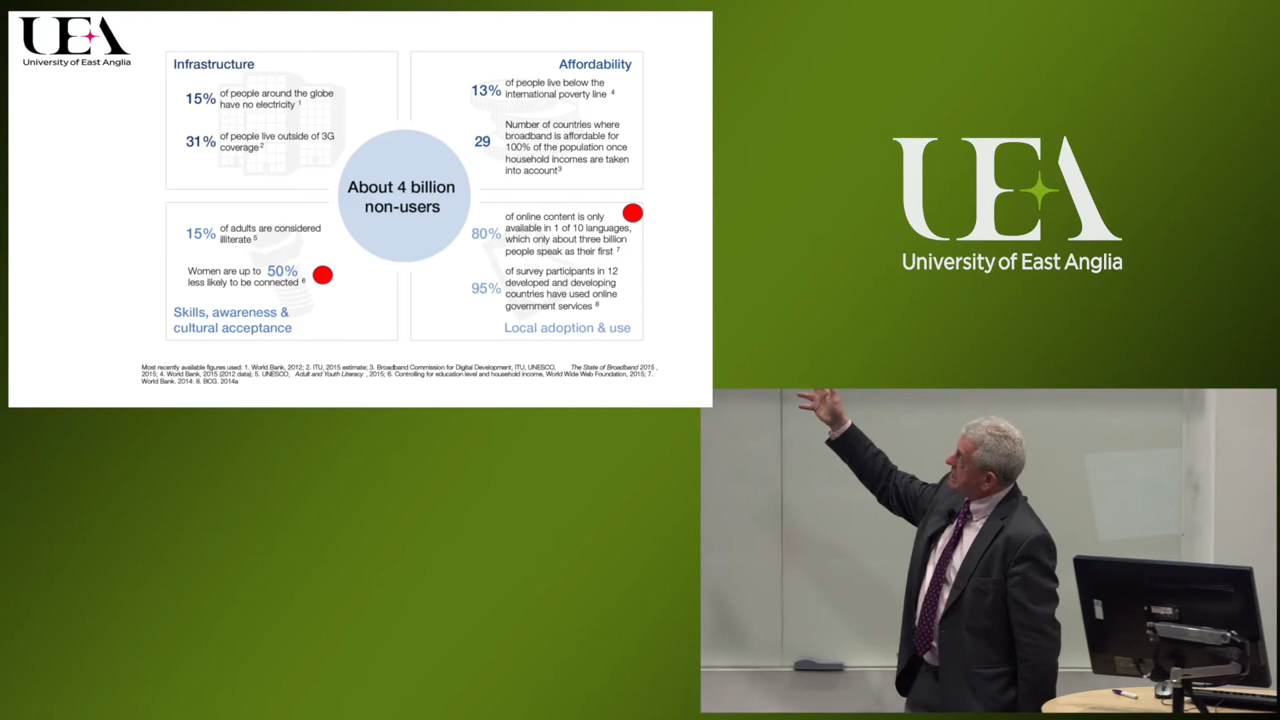 UEA
University of East Anglia
Infrastructure
15% of people around the globe
have no electricity 1
31% of people live outside of 3G
coverage 2
Affordability
13% of people live below the
international poverty line 4
29 Number of countries where
broadband is affordable for
100% of the population once
household incomes are taken
into account 3
About 4 billion
non-users
15% of adults are considered
illiterate 5
Women are up to 50%
less likely to be connected 6
Skills, awareness &
cultural acceptance
80% of online content is only
available in 1 of 10 languages,
which only about three billion
people speak as their first 7
95% of survey participants in 12
developed and developing
countries have used online
government services 8
Local adoption & use
Most recently available figures used: 1. World Bank, 2012; 2. ITU, 2015 estimate; 3. Broadband Commission for Digital Development, ITU, UNESCO, The State of Broadband 2015 ,
2015; 4. World Bank, 2015 (2012 data); 5. UNESCO, Adult and Youth Literacy , 2015; 6. Controlling for education level and household income, World Wide Web Foundation, 2015; 7.
World Bank. 2014: 8. BCG. 2014a
UEA
University of East Anglia